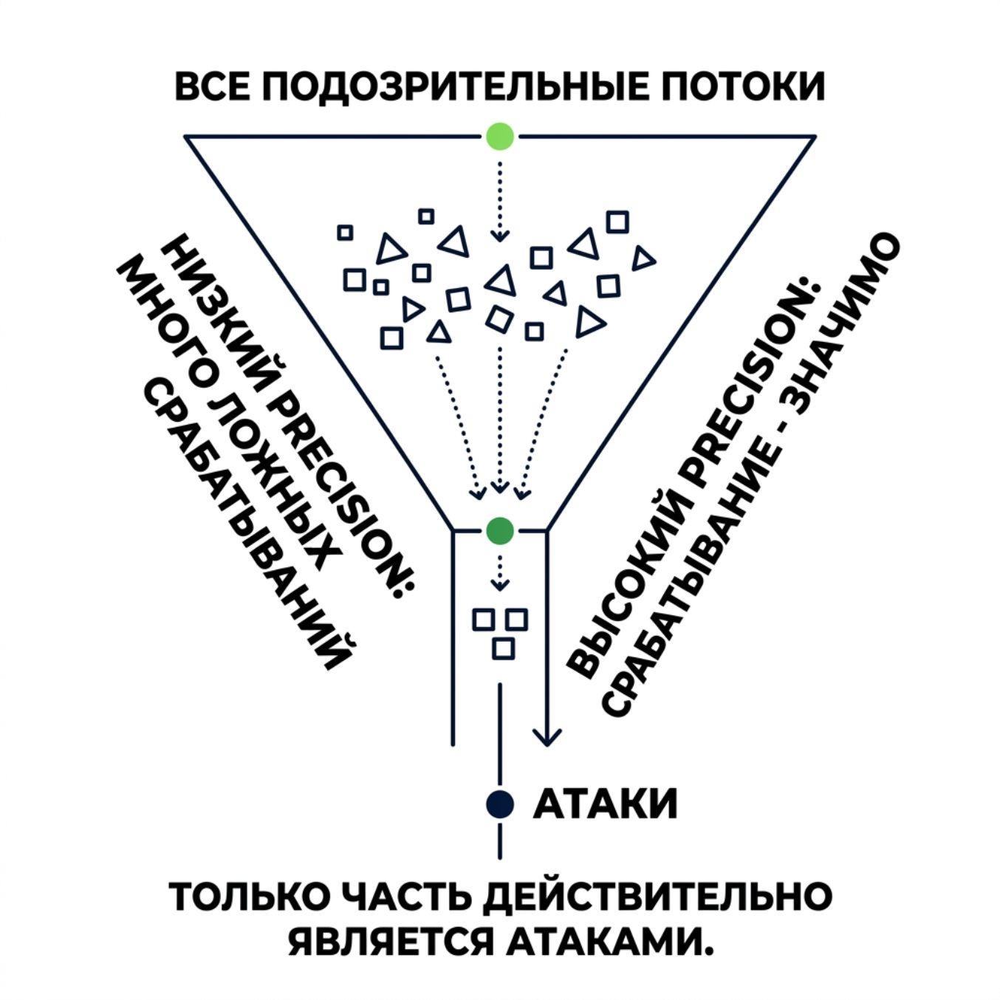 ВСЕ ПОДОЗРИТЕЛЬНЫЕ ПОТОКИ
НИЗКИЙ PRECISION:
МНОГО ЛОЖНЫХ
СРАБАТЫВАНИЙ
ВЫСОКИЙ PRECISION:
СРАБАТЫВАНИЕ - ЗНАЧИМО
АТАКИ
ТОЛЬКО ЧАСТЬ ДЕЙСТВИТЕЛЬНО
ЯВЛЯЕТСЯ АТАКАМИ.